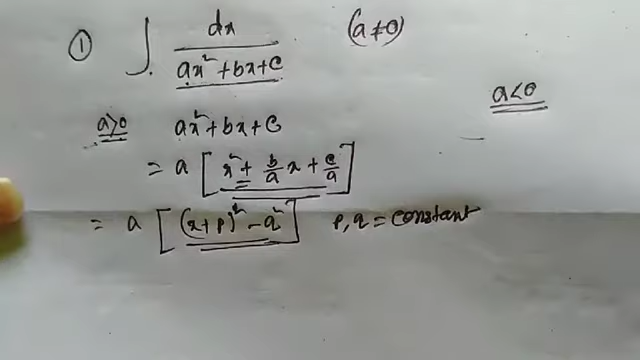 ① ∫ dx / (ax² + bx + c) (a ≠ 0)
a<0
a>0 ax² + bx + c
= a [ x² + b/a x + c/a ]
= a [ (x+p)² - q² ] p, q = constant